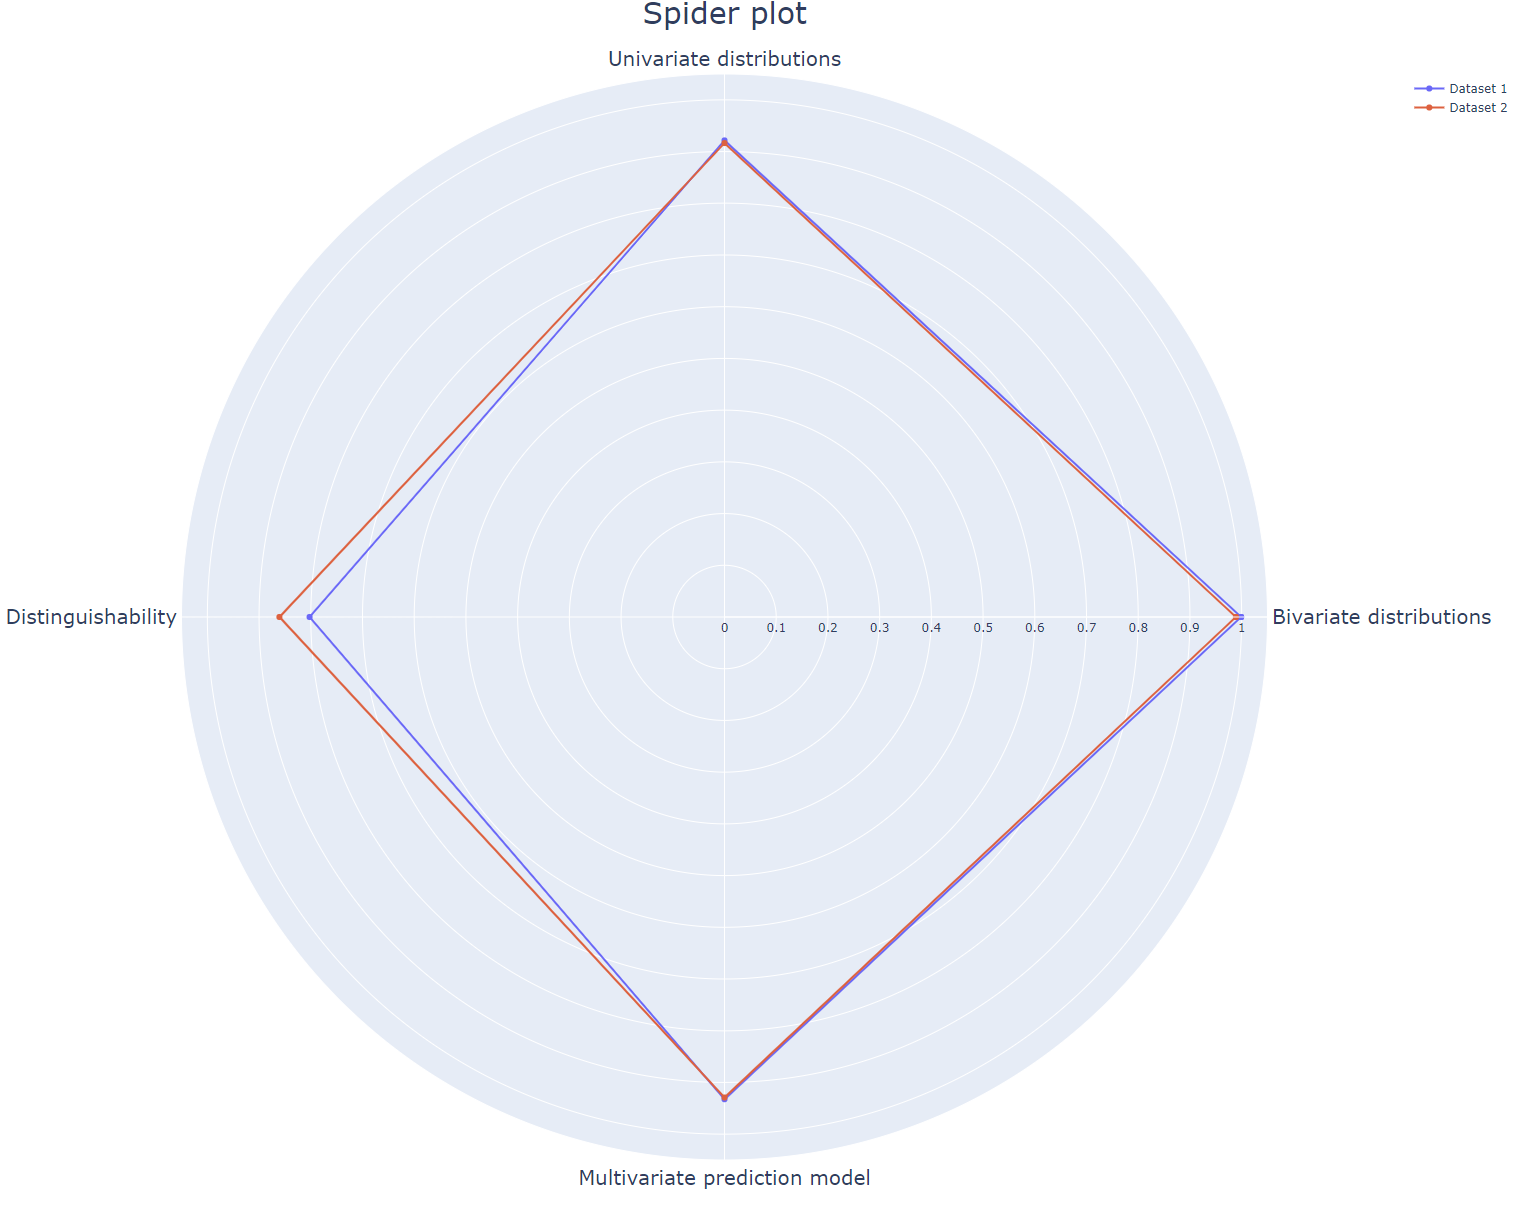 Spider plot
Univariate distributions
Dataset 1
Dataset 2
Distinguishability
Bivariate distributions
0 0.1 0.2 0.3 0.4 0.5 0.6 0.7 0.8 0.9 1
Multivariate prediction model